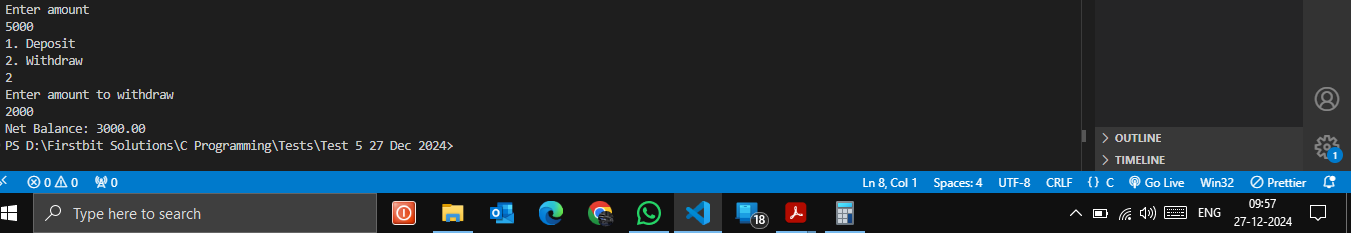 Enter amount
5000
1. Deposit
2. Withdraw
2
Enter amount to withdraw
2000
Net Balance: 3000.00
PS D:\Firstbit Solutions\C Programming\Tests\Test 5 27 Dec 2024>
OUTLINE
TIMELINE
1
0 0 0 Ln 8, Col 1 Spaces: 4 UTF-8 CRLF {} C Go Live Win32 Prettier
Type here to search 18 ENG 09:57
27-12-2024